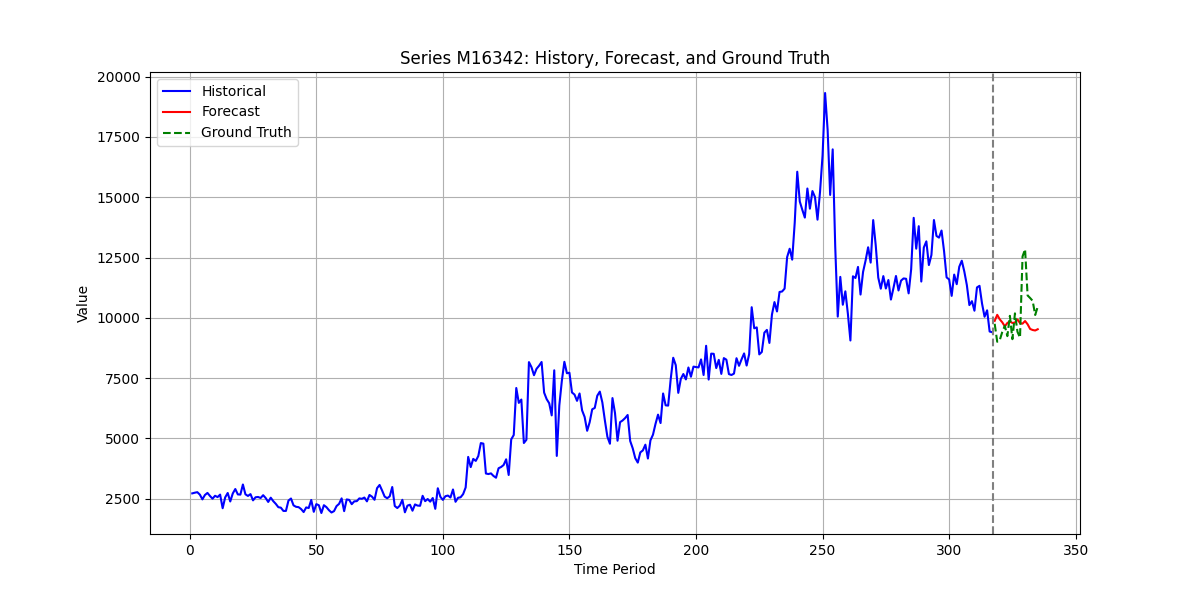 Series M16342: History, Forecast, and Ground Truth
20000
17500
15000
12500
10000
7500
5000
2500
Value
Historical
Forecast
Ground Truth
0 50 100 150 200 250 300 350
Time Period